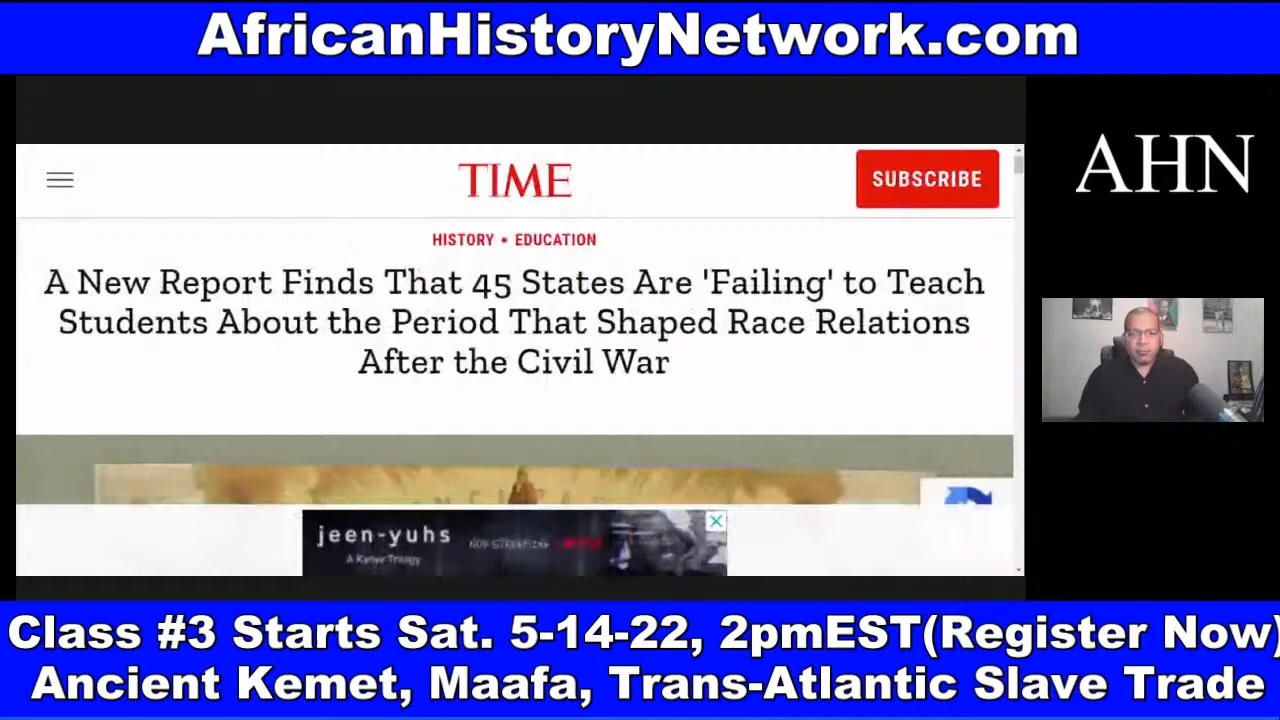 AfricanHistoryNetwork.com
AHN
TIME
SUBSCRIBE
HISTORY • EDUCATION
A New Report Finds That 45 States Are 'Failing' to Teach
Students About the Period That Shaped Race Relations
After the Civil War
jeen-yuhs
NOW STREAMING
A Kanye Trilogy
Class #3 Starts Sat. 5-14-22, 2pmEST(Register Now)
Ancient Kemet, Maafa, Trans-Atlantic Slave Trade